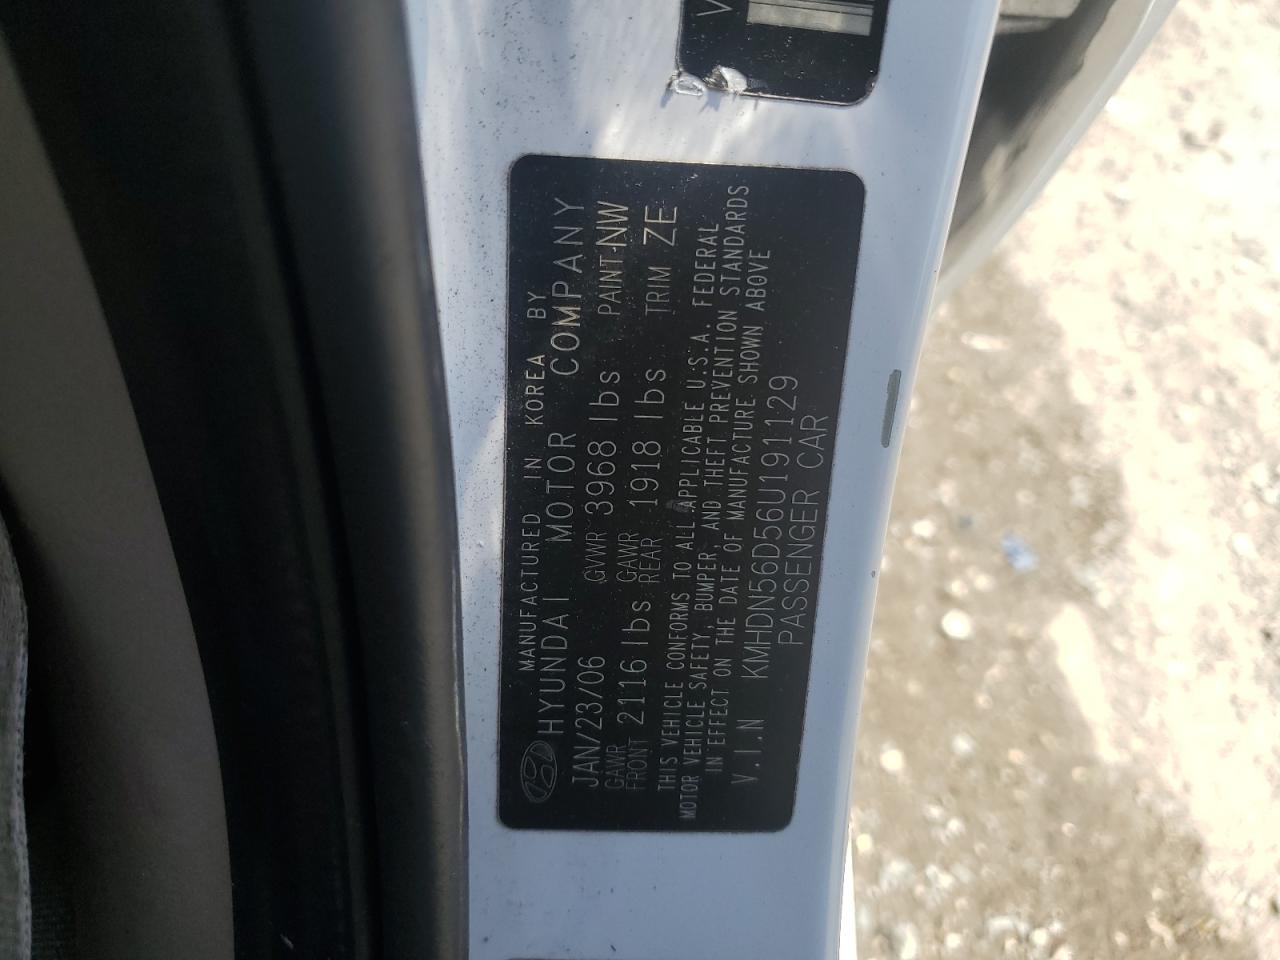 V
MANUFACTURED IN KOREA BY
HYUNDAI MOTOR COMPANY
JAN/23/06 GVWR 3968 lbs PAINT:NW
GAWR FRONT 2116 lbs GAWR REAR 1918 lbs TRIM ZE
THIS VEHICLE CONFORMS TO ALL APPLICABLE U.S.A. FEDERAL
MOTOR VEHICLE SAFETY, BUMPER, AND THEFT PREVENTION STANDARDS
IN EFFECT ON THE DATE OF MANUFACTURE SHOWN ABOVE
V.I.N KMHDN56D56U191129
PASSENGER CAR